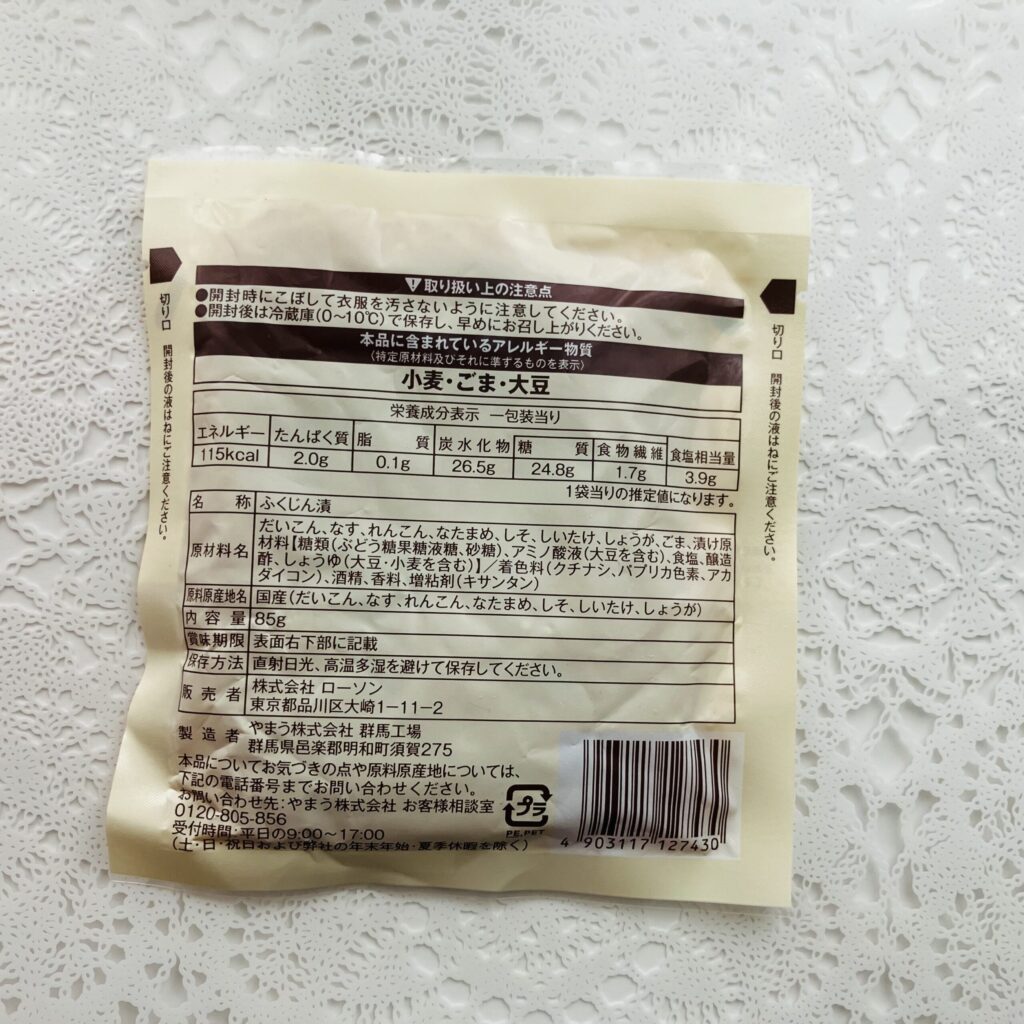 取り扱い上の注意点
●開封時にこぼして衣服を汚さないように注意してください。
●開封後は冷蔵庫(0~10℃)で保存し、早めにお召し上がりください。
本品に含まれているアレルギー物質
〈特定原材料及びそれに準ずるものを表示〉
小麦・ごま・大豆
栄養成分表示 一包装当り
エネルギー たんぱく質 脂質 炭水化物 糖質 食物繊維 食塩相当量
115kcal 2.0g 0.1g 26.5g 24.8g 1.7g 3.9g
1袋当りの推定値になります。
名称 ふくじん漬
原材料名 だいこん、なす、れんこん、なたまめ、しそ、しいたけ、しょうが、ごま、漬け原
材料【糖類(ぶどう糖果糖液糖、砂糖)、アミノ酸液(大豆を含む)、食塩、醸造
酢、しょうゆ(大豆・小麦を含む)】/着色料(クチナシ、パプリカ色素、アカ
ダイコン)、酒精、香料、増粘剤(キサンタン)
原料原産地名 国産(だいこん、なす、れんこん、なたまめ、しそ、しいたけ、しょうが)
内容量 85g
賞味期限 表面右下部に記載
保存方法 直射日光、高温多湿を避けて保存してください。
販売者 株式会社 ローソン
東京都品川区大崎1-11-2
製造者 やまう株式会社 群馬工場
群馬県邑楽郡明和町須賀275
本品についてお気づきの点や原料原産地については、
下記の電話番号までお問い合わせください。
お問い合わせ先:やまう株式会社 お客様相談室
0120-805-856
受付時間:平日の9:00~17:00
(土・日・祝日および弊社の年末年始・夏季休暇を除く)
プラ
PE,PET
4 903117 127430
切り口 開封後の液はねにご注意ください。
切り口 開封後の液はねにご注意ください。